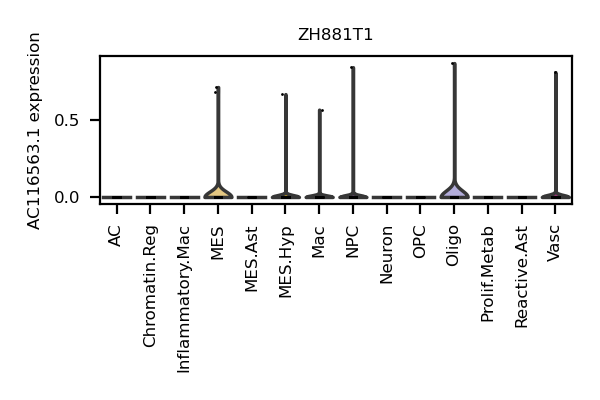 ZH881T1
AC116563.1 expression
0.5
0.0
AC
Chromatin.Reg
Inflammatory.Mac
MES
MES.Ast
MES.Hyp
Mac
NPC
Neuron
OPC
Oligo
Prolif.Metab
Reactive.Ast
Vasc